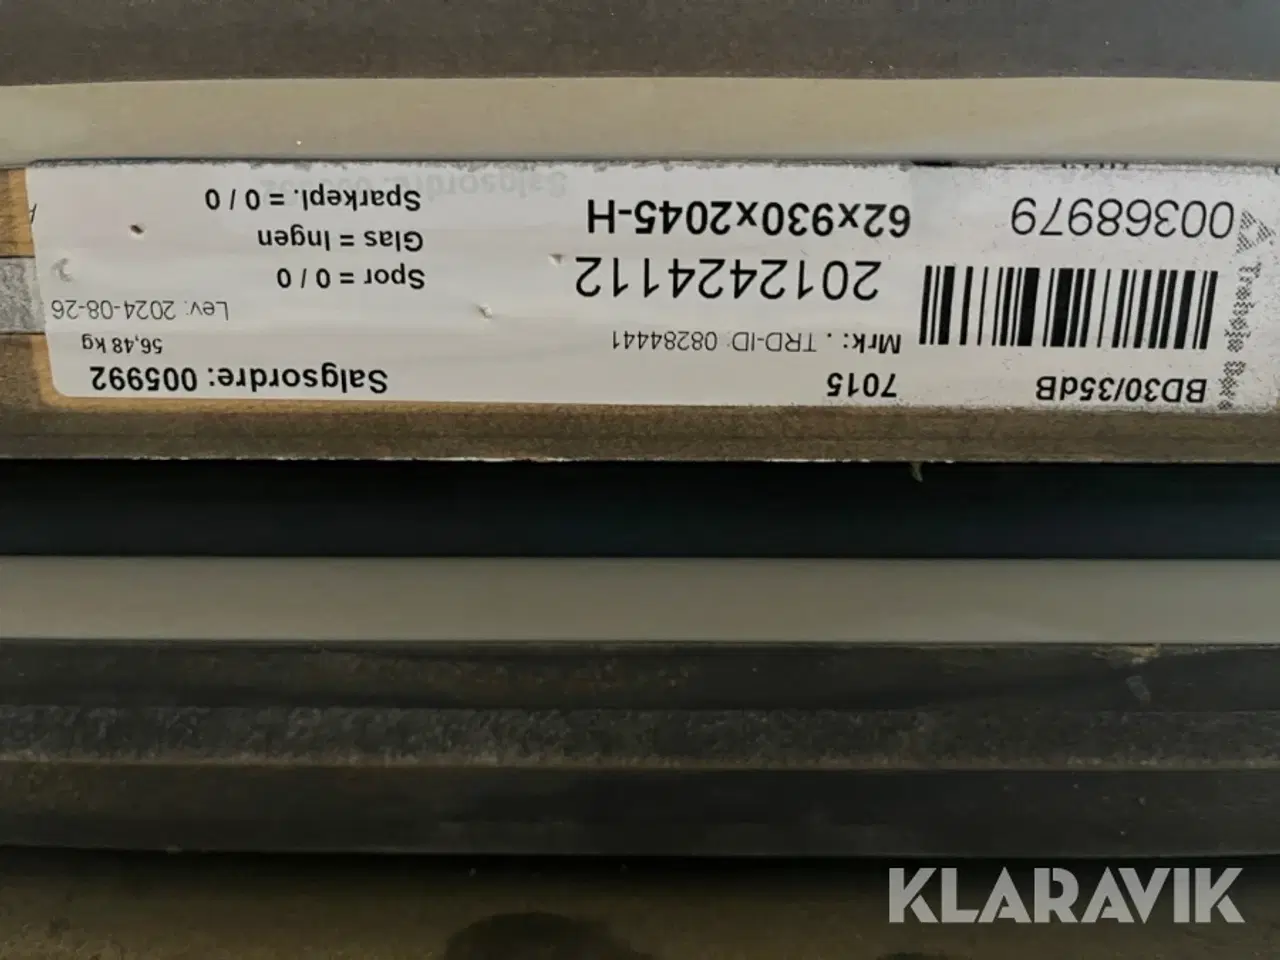 BD30/35dB 7015 Salgsordre: 005992
Mrk: . TRD-ID: 08284441 56,48 kg
Lev: 2024-08-26
2012424112 Spor = 0 / 0
Glas = Ingen
00368979 62x930x2045-H Sparkepl. = 0 / 0
KLARAVIK